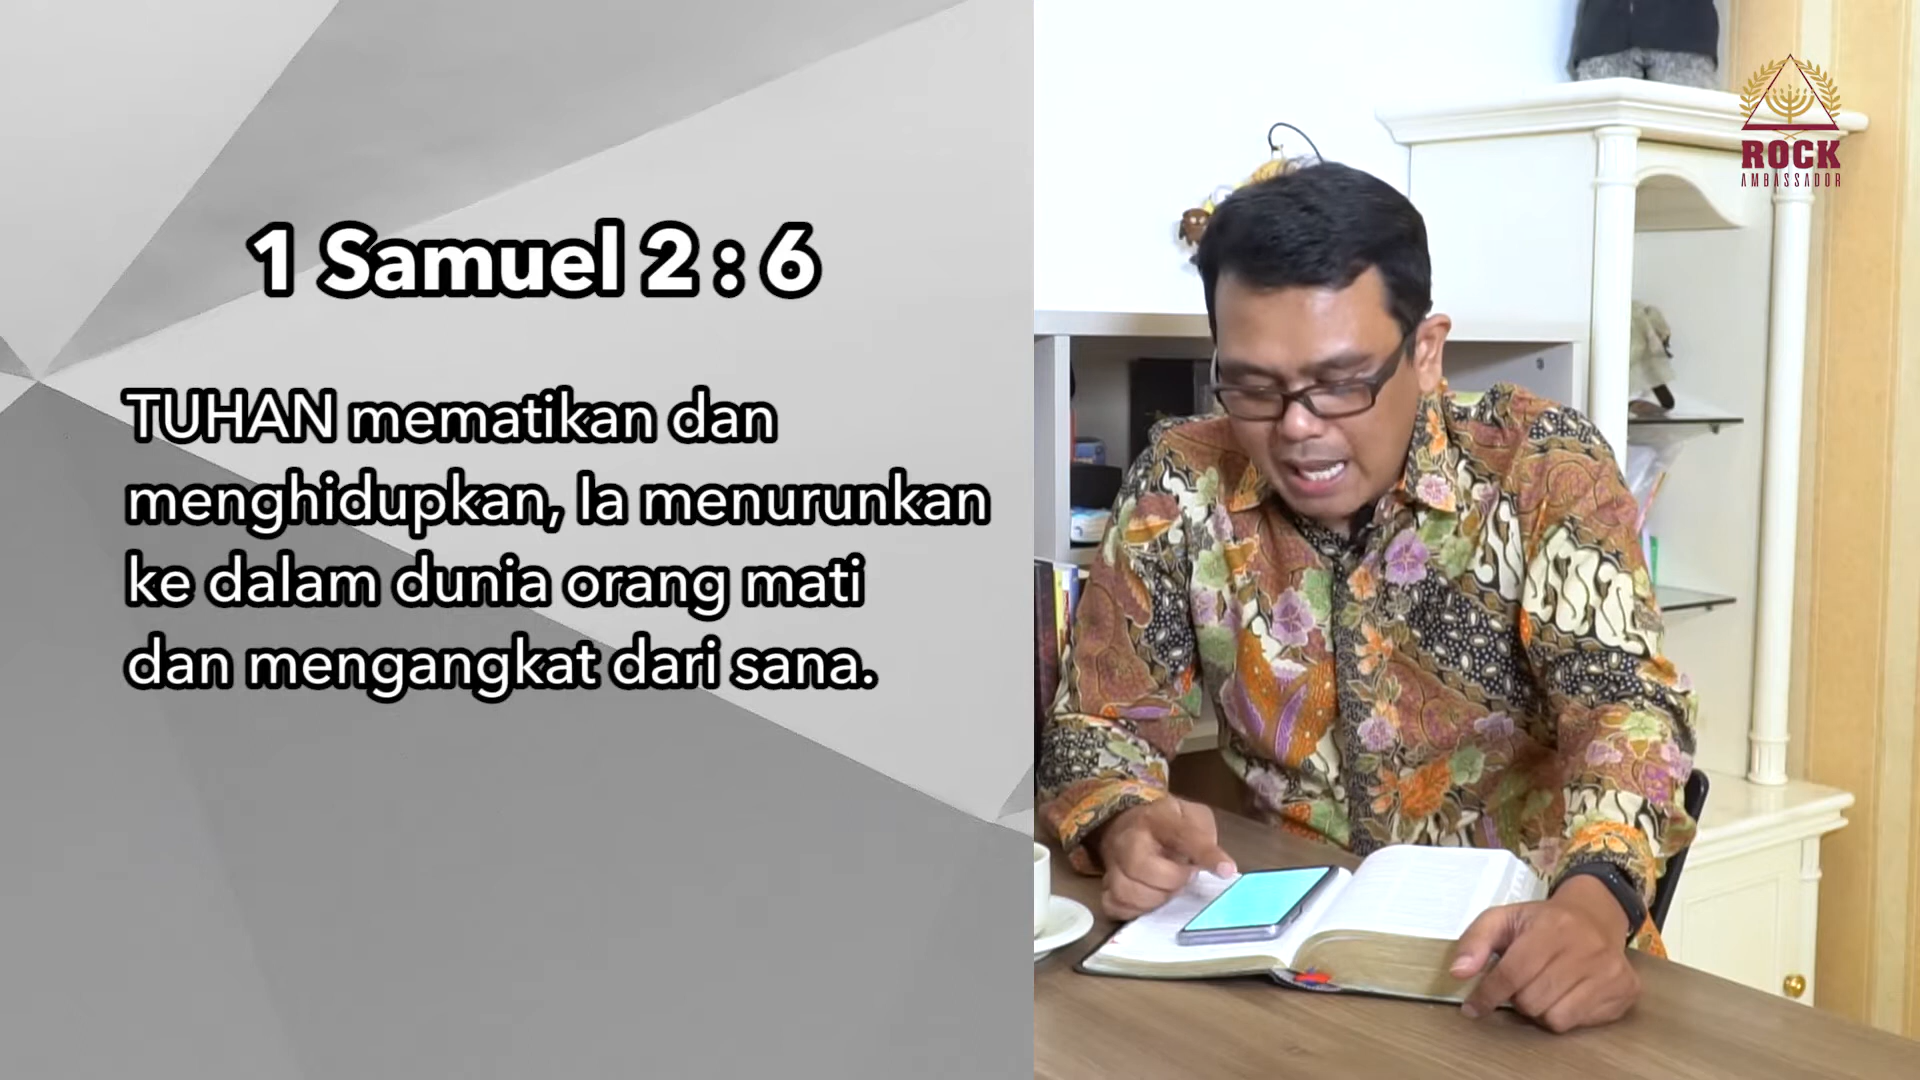 1 Samuel 2 : 6
TUHAN mematikan dan
menghidupkan, Ia menurunkan
ke dalam dunia orang mati
dan mengangkat dari sana.
ROCK
AMBASSADOR